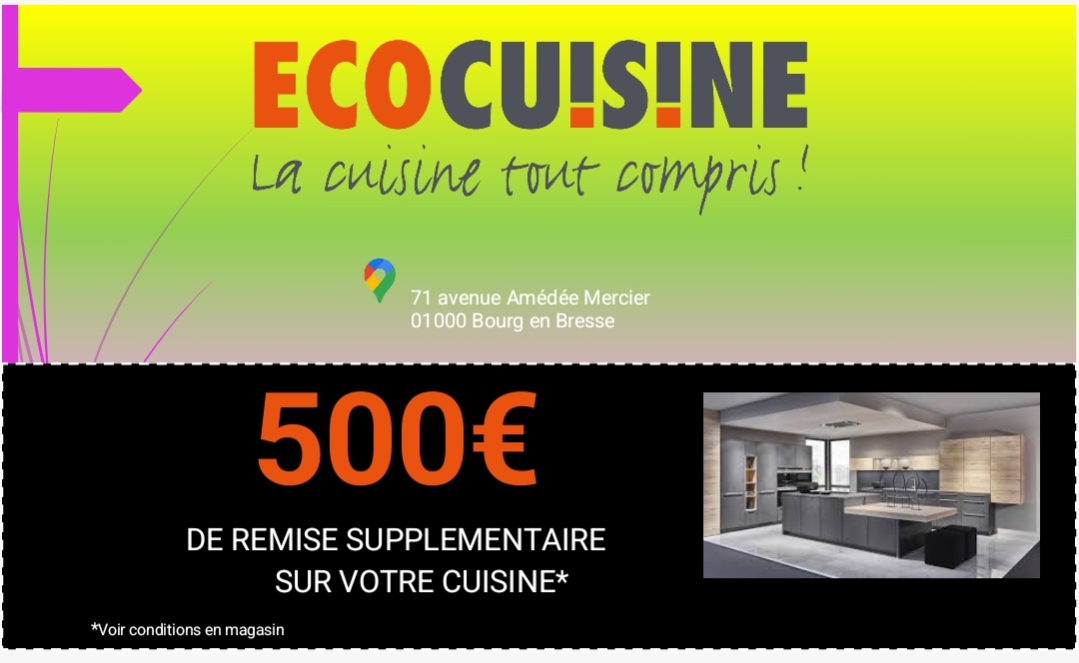 ECOCUISINE
La cuisine tout compris !
71 avenue Amédée Mercier
01000 Bourg en Bresse
500€
DE REMISE SUPPLEMENTAIRE
SUR VOTRE CUISINE*
*Voir conditions en magasin